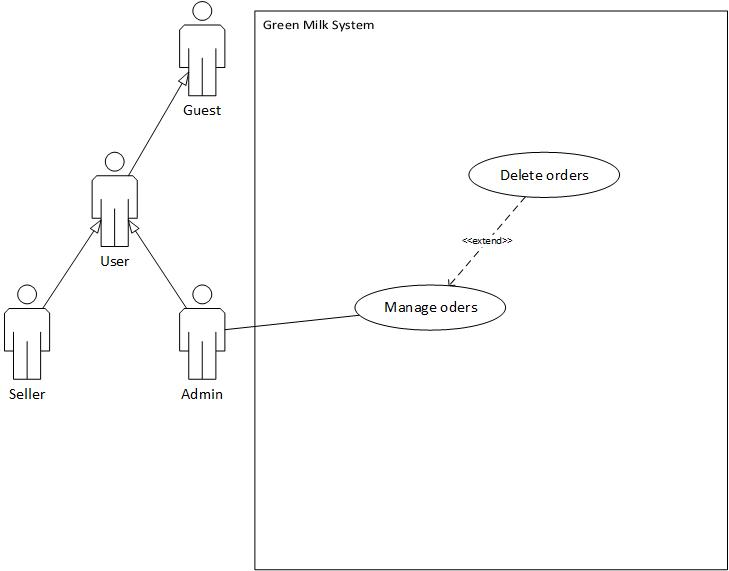 Green Milk System
Guest
Delete orders
<<extend>>
User
Manage oders
Seller
Admin